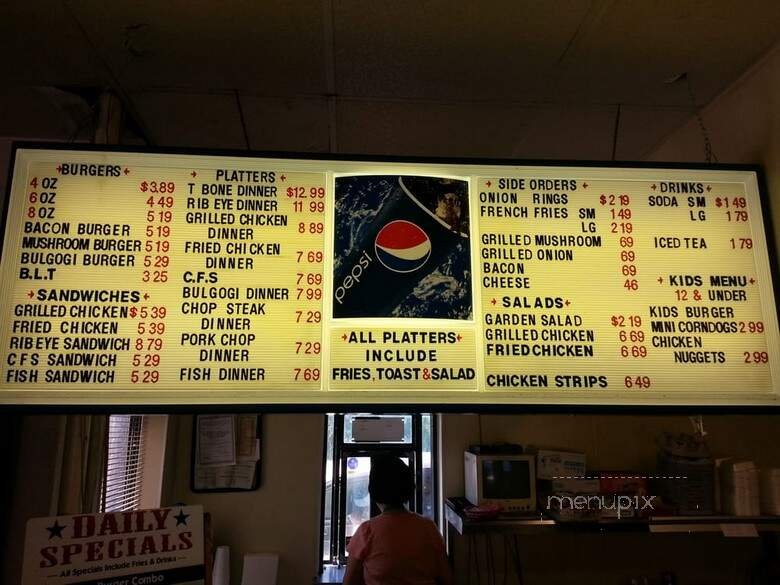 BURGERS
4 OZ $3.89
6 OZ 4 49
8 OZ 5 19
BACON BURGER 5 19
MUSHROOM BURGER 5 19
BULGOGI BURGER 5 29
B.L.T 3 25
SANDWICHES
GRILLED CHICKEN $5 39
FRIED CHICKEN 5 39
RIB EYE SANDWICH 8 79
C F S SANDWICH 5 29
FISH SANDWICH 5 29
PLATTERS
T BONE DINNER $12.99
RIB EYE DINNER 11 99
GRILLED CHICKEN
DINNER 8 89
FRIED CHICKEN
DINNER 7 69
C.F.S 7 69
BULGOGI DINNER 7 99
CHOP STEAK
DINNER 7 29
PORK CHOP
DINNER 7 29
FISH DINNER 7 69
pepsi
ALL PLATTERS
INCLUDE
FRIES, TOAST & SALAD
SIDE ORDERS
ONION RINGS $2 19
FRENCH FRIES SM 1 49
LG 2 19
GRILLED MUSHROOM 69
GRILLED ONION 69
BACON 69
CHEESE 46
SALADS
GARDEN SALAD $2 19
GRILLED CHICKEN 6 69
FRIED CHICKEN 6 69
CHICKEN STRIPS 6 49
DRINKS
SODA SM $1 49
LG 1 79
ICED TEA 1 79
KIDS MENU
12 & UNDER
KIDS BURGER
MINI CORNDOGS 2 99
CHICKEN
NUGGETS 2 99
DAILY
SPECIALS
All Specials Include Fries & Drink
Burger Combo
menupix